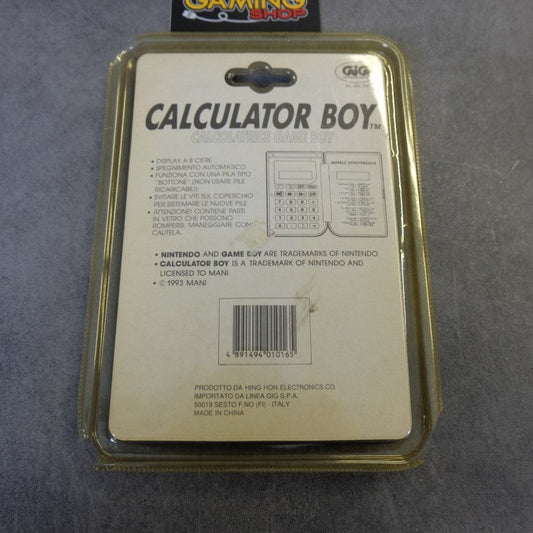 GAMING
SHOP
GiG
CALCULATOR BOY™
CALCOLATRICE GAME BOY
• DISPLAY A 8 CIFRE
• SPEGNIMENTO AUTOMATICO
• FUNZIONA CON UNA PILA TIPO
"BOTTONE" (NON USARE PILE
RICARICABILI)
• EVITARE LE VITI SUL COPERCHIO
PER SISTEMARE LE NUOVE PILE
• ATTENZIONE! CONTIENE PARTI
IN VETRO CHE POSSONO
ROMPERSI, MANEGGIARE CON
CAUTELA.
METRIC CONVERSION
• NINTENDO AND GAME BOY ARE TRADEMARKS OF NINTENDO
• CALCULATOR BOY IS A TRADEMARK OF NINTENDO AND
LICENSED TO MANI
• © 1993 MANI
4 891494 010165
PRODOTTO DA HING HON ELECTRONICS CO.
IMPORTATO DA LINEA GIG S.P.A.
50019 SESTO F.NO (FI) - ITALY
MADE IN CHINA